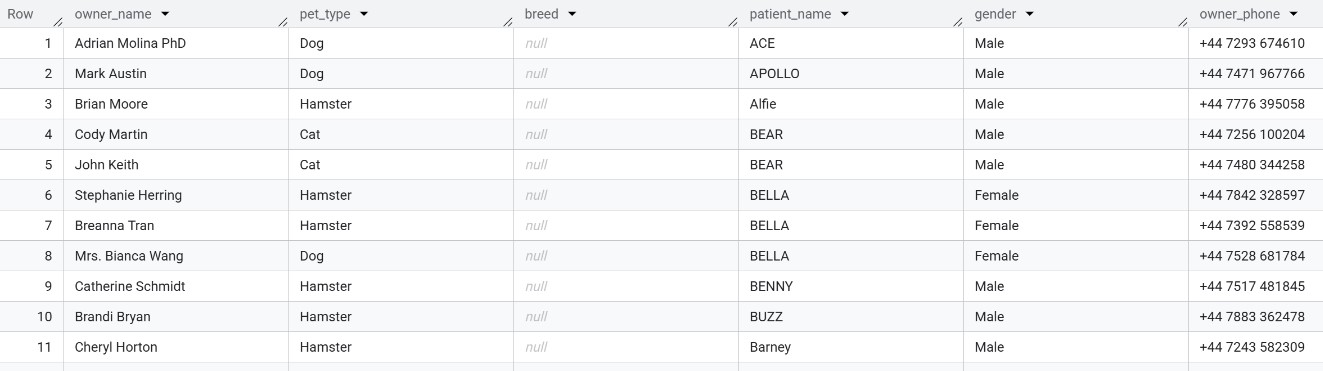 Row owner_name pet_type breed patient_name gender owner_phone
1 Adrian Molina PhD Dog null ACE Male +44 7293 674610
2 Mark Austin Dog null APOLLO Male +44 7471 967766
3 Brian Moore Hamster null Alfie Male +44 7776 395058
4 Cody Martin Cat null BEAR Male +44 7256 100204
5 John Keith Cat null BEAR Male +44 7480 344258
6 Stephanie Herring Hamster null BELLA Female +44 7842 328597
7 Breanna Tran Hamster null BELLA Female +44 7392 558539
8 Mrs. Bianca Wang Dog null BELLA Female +44 7528 681784
9 Catherine Schmidt Hamster null BENNY Male +44 7517 481845
10 Brandi Bryan Hamster null BUZZ Male +44 7883 362478
11 Cheryl Horton Hamster null Barney Male +44 7243 582309